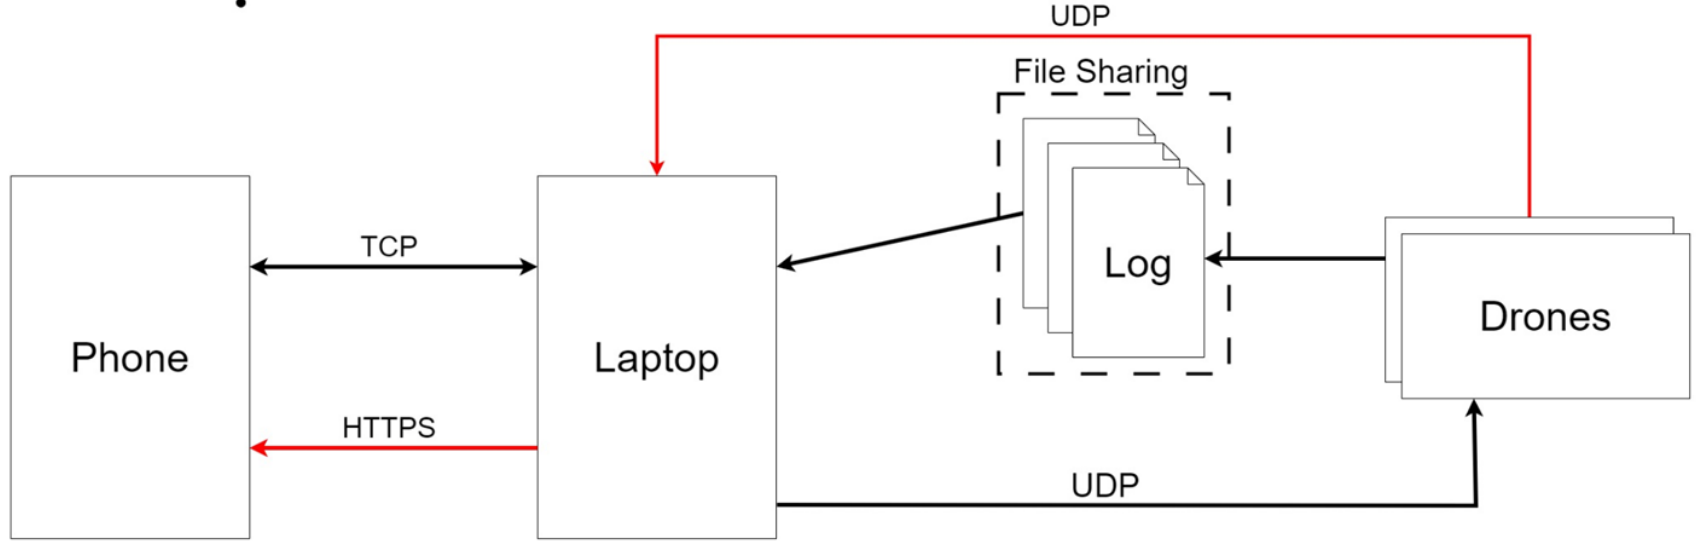 UDP
File Sharing
TCP
Log
Phone
Laptop
Drones
HTTPS
UDP